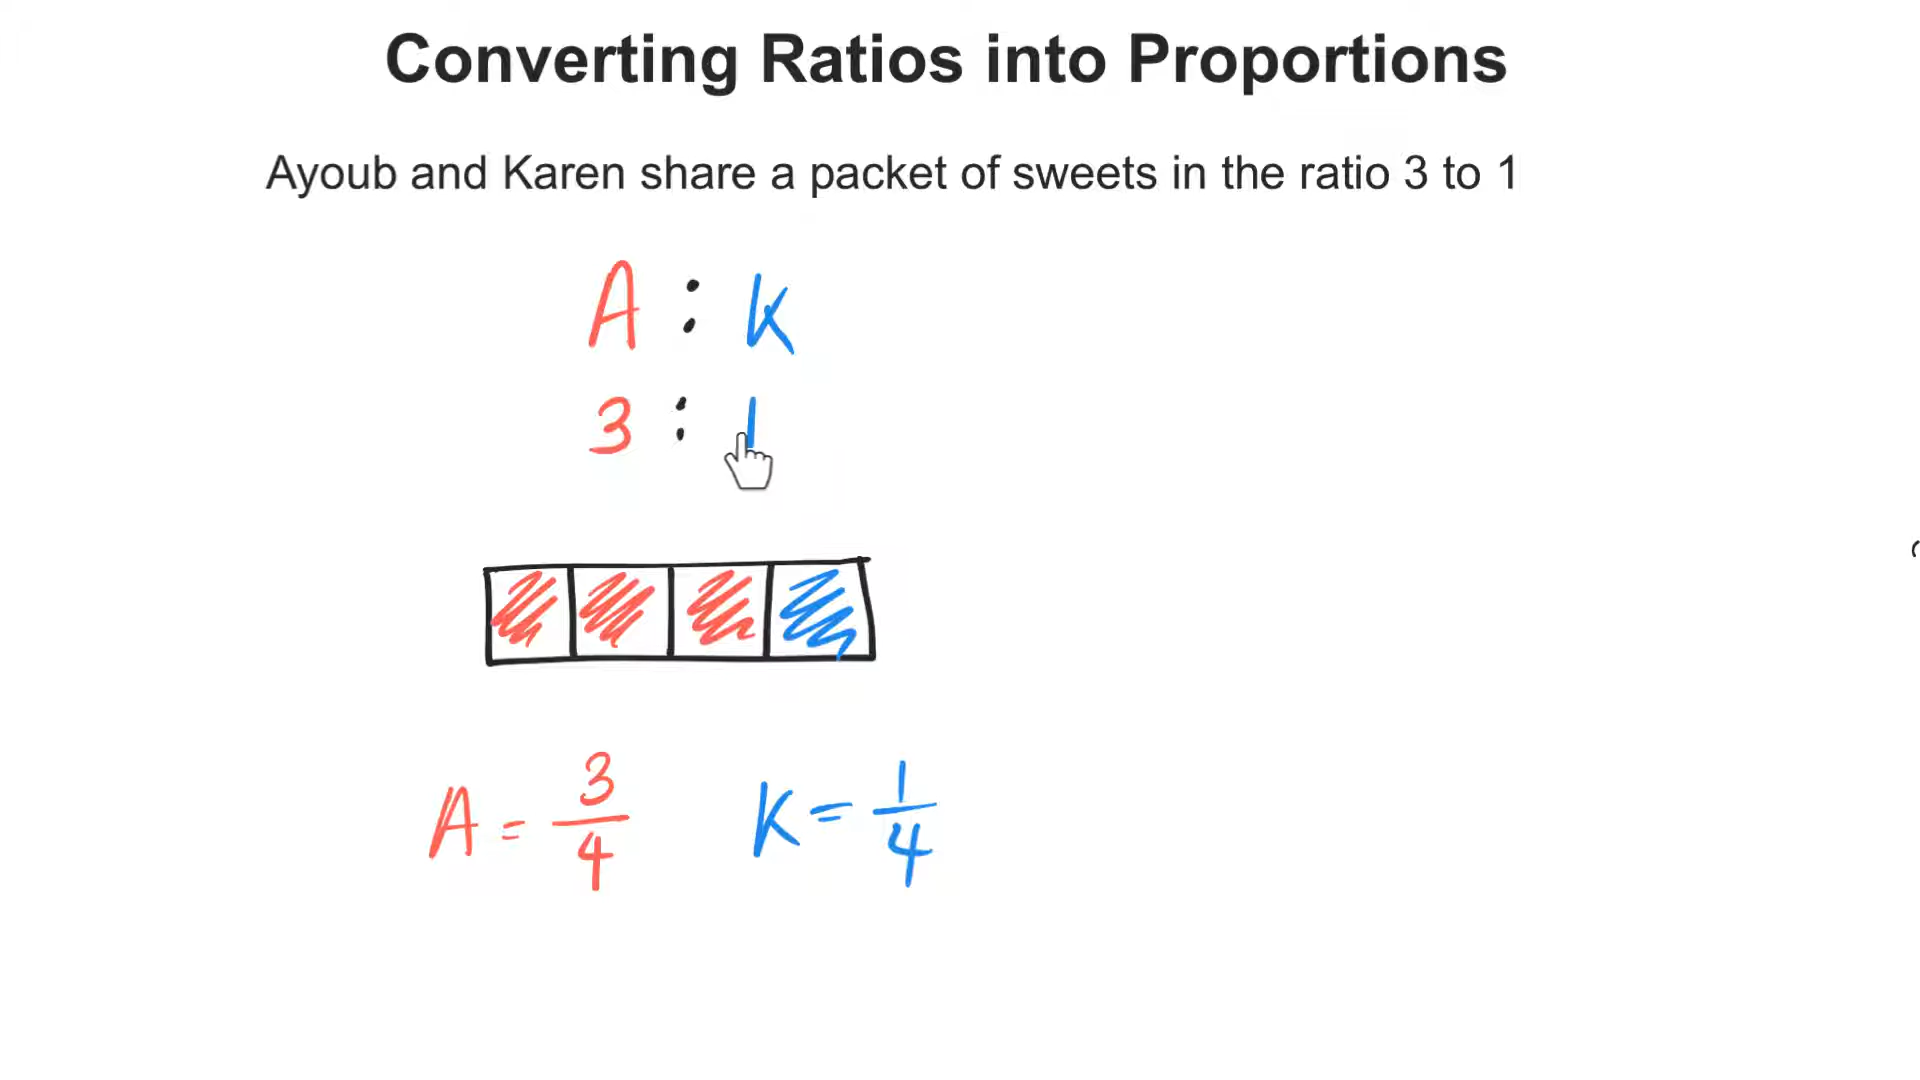 Converting Ratios into Proportions
Ayoub and Karen share a packet of sweets in the ratio 3 to 1
A : K
3 : 1
A = 3/4 K = 1/4